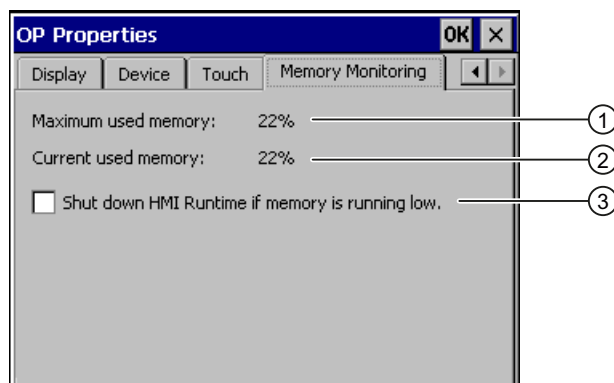 OP Properties OK ×
Display Device Touch Memory Monitoring
Maximum used memory: 22% 1
Current used memory: 22% 2
Shut down HMI Runtime if memory is running low. 3